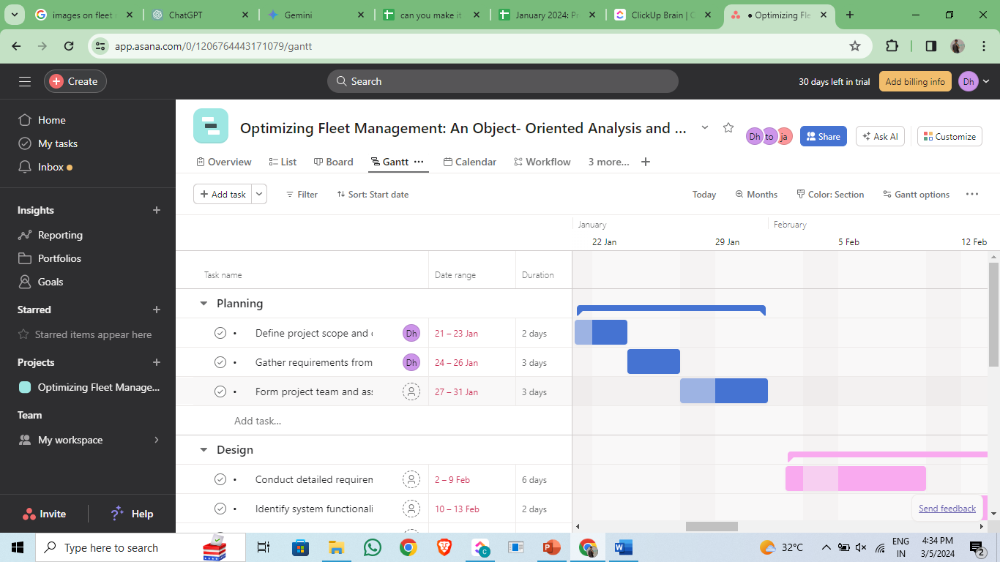 images on fleet
ChatGPT
Gemini
can you make it
January 2024: Pr
ClickUp Brain | C
• Optimizing Fle
app.asana.com/0/1206764443171079/gantt
Create
Search
30 days left in trial
Add billing info
Dh
Home
My tasks
Inbox
Insights
Reporting
Portfolios
Goals
Starred
Starred items appear here
Projects
Optimizing Fleet Manage...
Team
My workspace
Invite
Help
Optimizing Fleet Management: An Object- Oriented Analysis and ...
Dh to ja
Share
Ask AI
Customize
Overview List Board Gantt Calendar Workflow 3 more...
Add task Filter Sort: Start date
Today Months Color: Section Gantt options
January February
22 Jan 29 Jan 5 Feb 12 Feb
Task name Date range Duration
Planning
Define project scope and Dh 21 – 23 Jan 2 days
Gather requirements from Dh 24 – 26 Jan 3 days
Form project team and ass 27 – 31 Jan 3 days
Add task...
Design
Conduct detailed requiren 2 – 9 Feb 6 days
Identify system functionali 10 – 13 Feb 2 days
Send feedback
Type here to search
32°C
ENG
IN
4:34 PM
3/5/2024
2